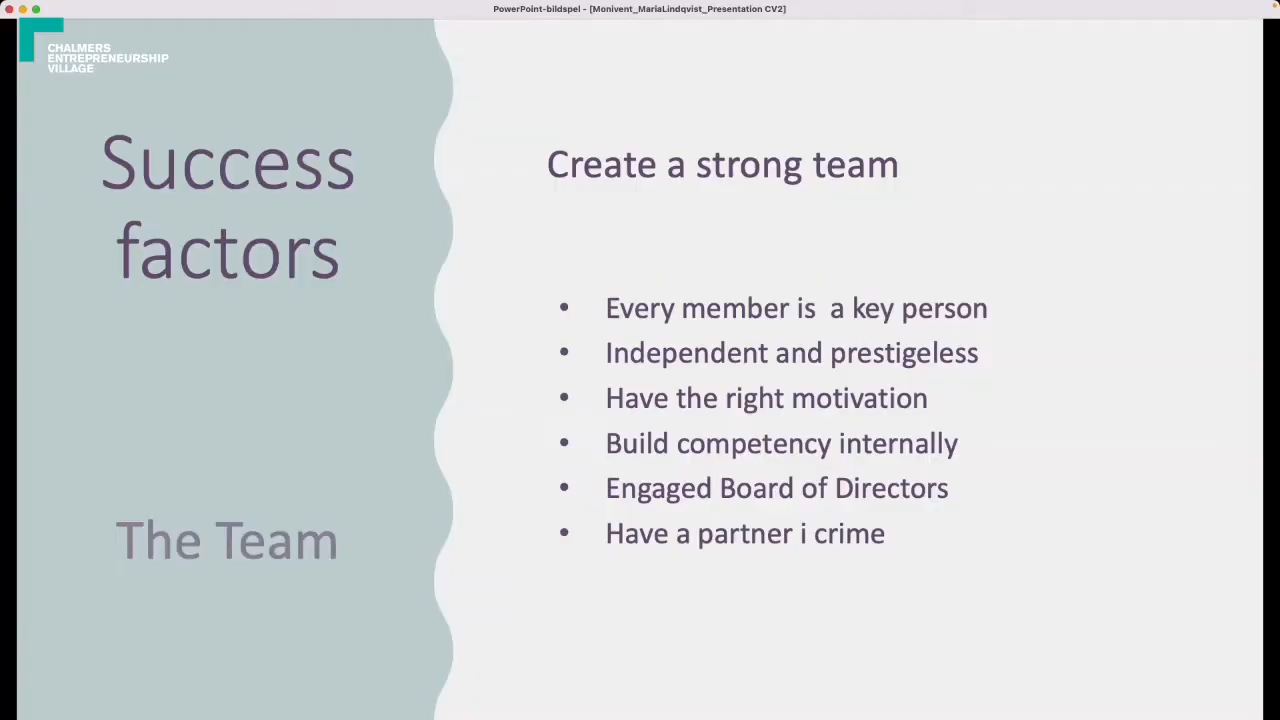 PowerPoint-bildspel - [Monivent_MariaLindqvist_Presentation CV2]
CHALMERS
ENTREPRENEURSHIP
VILLAGE
Success
factors
The Team
Create a strong team
• Every member is  a key person
• Independent and prestigeless
• Have the right motivation
• Build competency internally
• Engaged Board of Directors
• Have a partner i crime